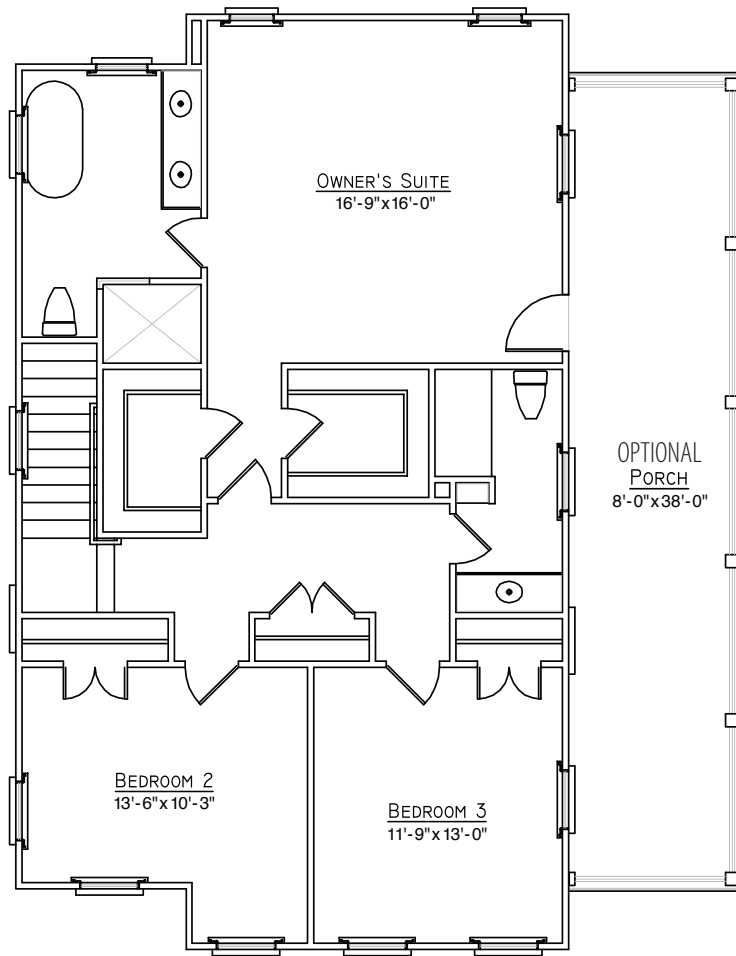 OWNER'S SUITE
16'-9"x16'-0"
OPTIONAL
PORCH
8'-0"x38'-0"
BEDROOM 2
13'-6"x10'-3"
BEDROOM 3
11'-9"x13'-0"